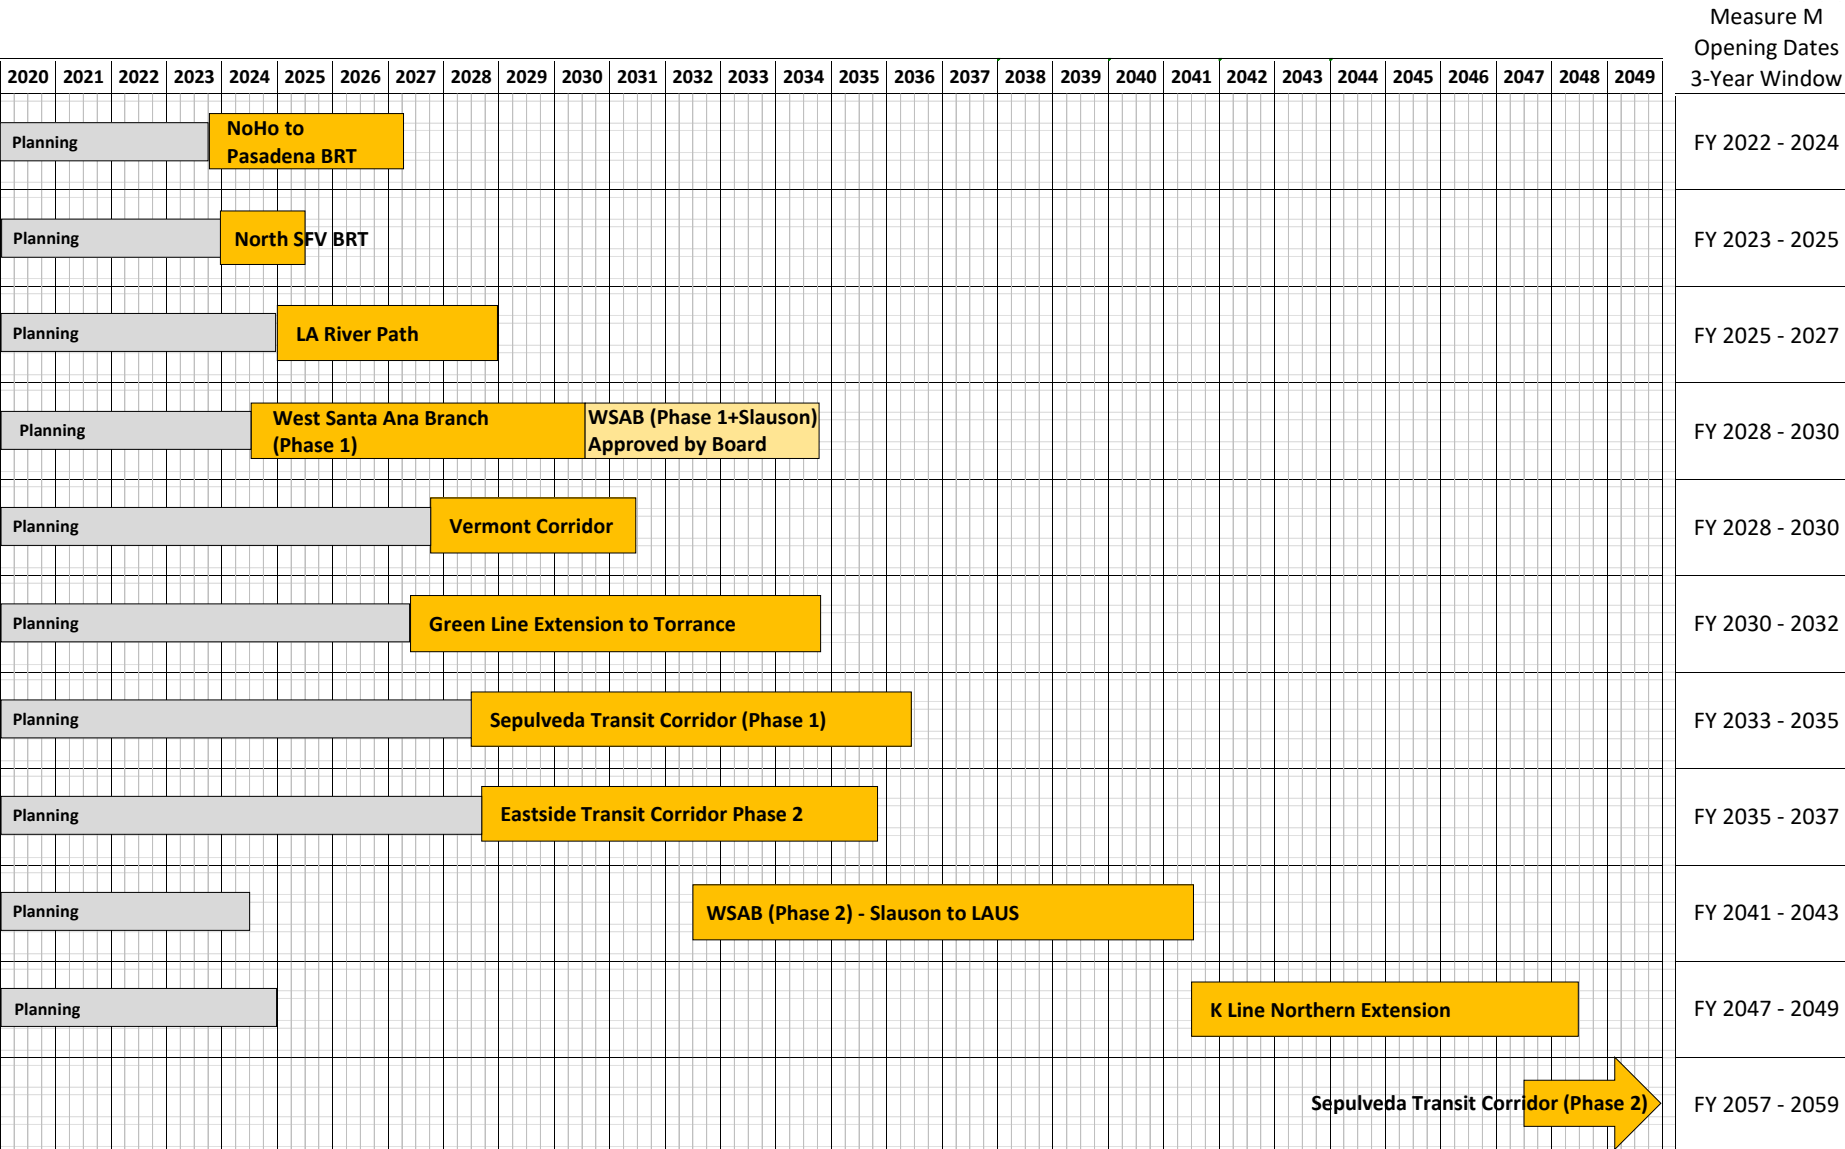 Measure M
Opening Dates
3-Year Window
2020 2021 2022 2023 2024 2025 2026 2027 2028 2029 2030 2031 2032 2033 2034 2035 2036 2037 2038 2039 2040 2041 2042 2043 2044 2045 2046 2047 2048 2049
Planning
NoHo to
Pasadena BRT
FY 2022 - 2024
Planning
North SFV BRT
FY 2023 - 2025
Planning
LA River Path
FY 2025 - 2027
Planning
West Santa Ana Branch
(Phase 1)
WSAB (Phase 1+Slauson)
Approved by Board
FY 2028 - 2030
Planning
Vermont Corridor
FY 2028 - 2030
Planning
Green Line Extension to Torrance
FY 2030 - 2032
Planning
Sepulveda Transit Corridor (Phase 1)
FY 2033 - 2035
Planning
Eastside Transit Corridor Phase 2
FY 2035 - 2037
Planning
WSAB (Phase 2) - Slauson to LAUS
FY 2041 - 2043
Planning
K Line Northern Extension
FY 2047 - 2049
Sepulveda Transit Corridor (Phase 2)
FY 2057 - 2059